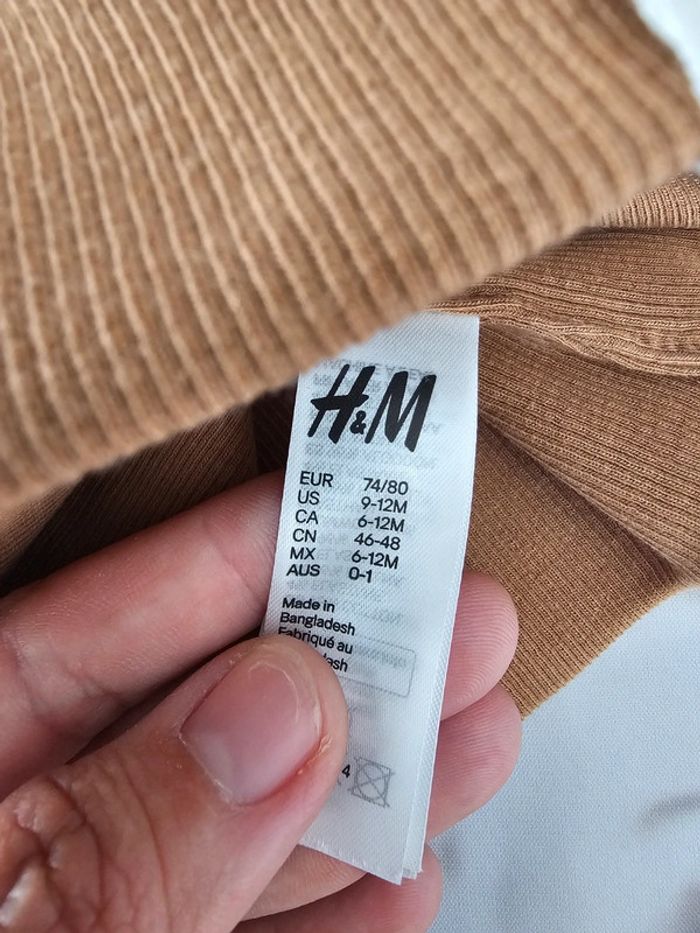 H&M
EUR 74/80
US 9-12M
CA 6-12M
CN 46-48
MX 6-12M
AUS 0-1
Made in
Bangladesh
Fabriqué au
4